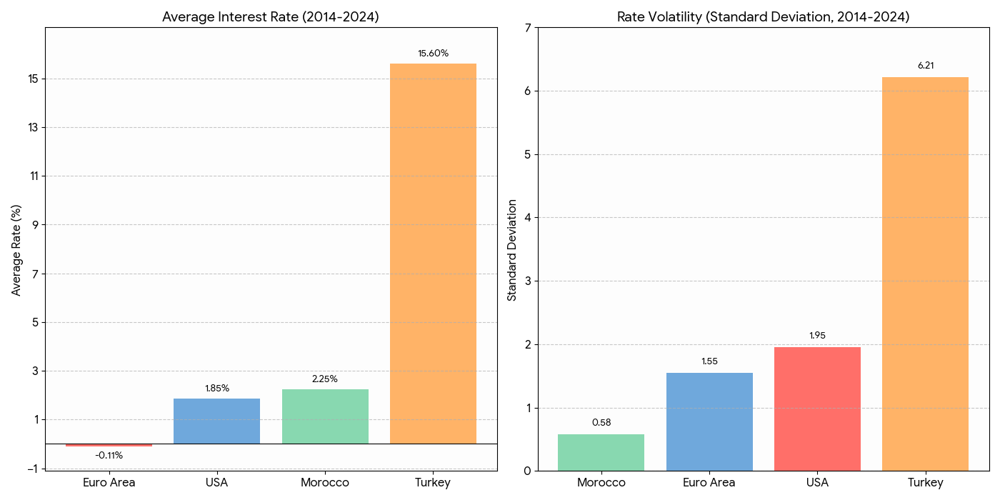 Average Interest Rate (2014-2024)
Average Rate (%)
15
13
11
9
7
5
3
1
−1
-0.11%
1.85%
2.25%
15.60%
Euro Area
USA
Morocco
Turkey
Rate Volatility (Standard Deviation, 2014-2024)
Standard Deviation
7
6
5
4
3
2
1
0
0.58
1.55
1.95
6.21
Morocco
Euro Area
USA
Turkey